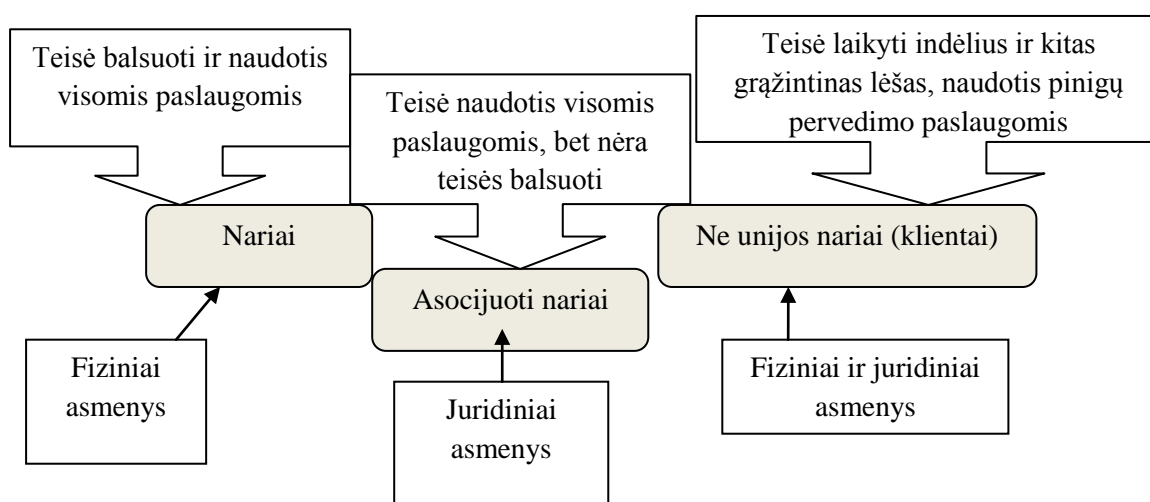 Teisė balsuoti ir naudotis
visomis paslaugomis
Teisė naudotis visomis
paslaugomis, bet nėra
teisės balsuoti
Teisė laikyti indėlius ir kitas
grąžintinas lėšas, naudotis pinigų
pervedimo paslaugomis
Nariai
Asocijuoti nariai
Ne unijos nariai (klientai)
Fiziniai
asmenys
Juridiniai
asmenys
Fiziniai ir juridiniai
asmenys